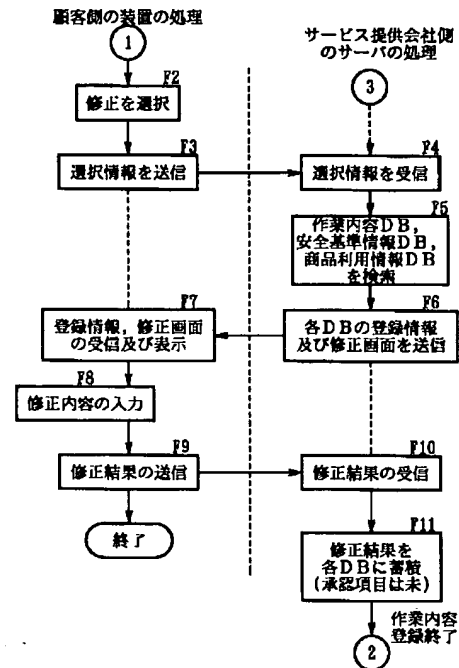 顧客側の装置の処理
1
サービス提供会社側
のサーバの処理
3
F2
修正を選択
F3
選択情報を送信
F4
選択情報を受信
F5
作業内容DB,
安全基準情報DB,
商品利用情報DB
を検索
F6
各DBの登録情報
及び修正画面を送信
F7
登録情報, 修正画面
の受信及び表示
F8
修正内容の入力
F9
修正結果の送信
F10
修正結果の受信
終了
F11
修正結果を
各DBに蓄積
(承認項目は未)
作業内容
登録終了
2